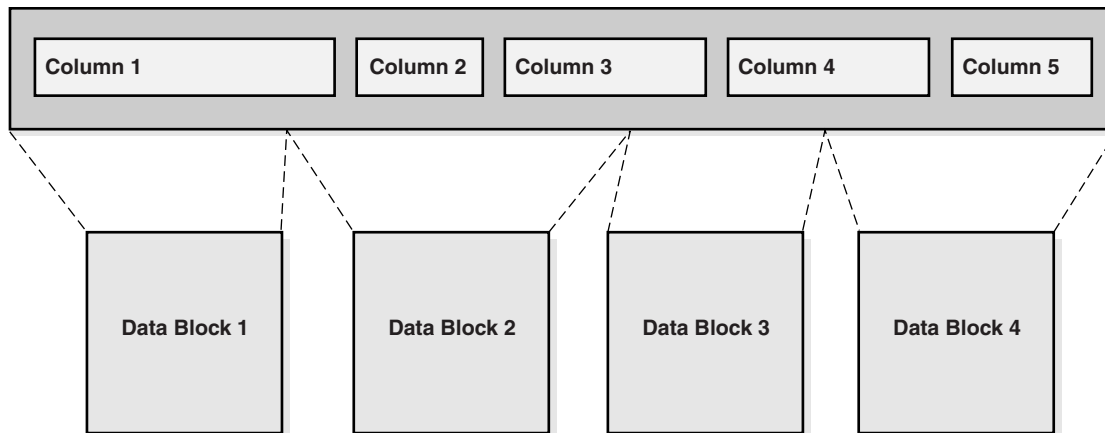 Column 1
Column 2
Column 3
Column 4
Column 5
Data Block 1
Data Block 2
Data Block 3
Data Block 4